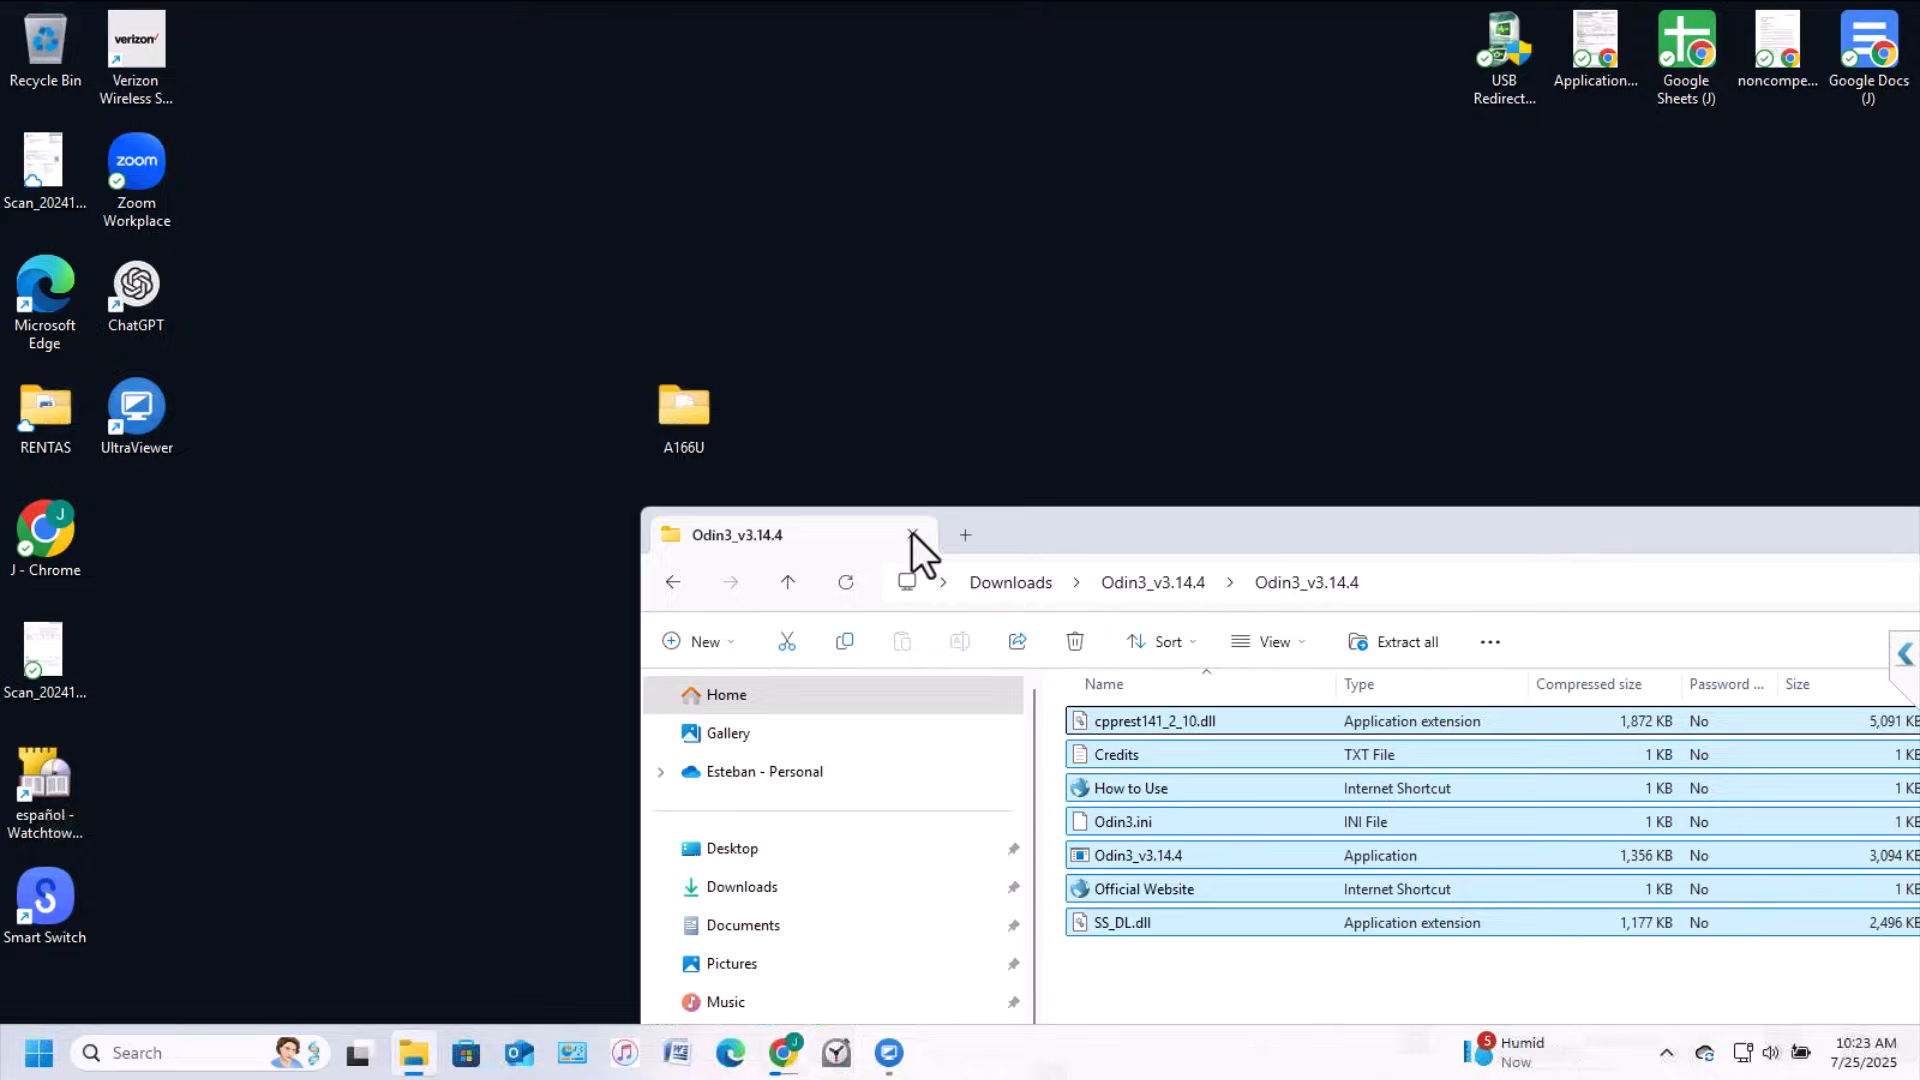 Recycle Bin
verizon
Verizon
Wireless S...
Scan_20241...
zoom
Zoom
Workplace
Microsoft
Edge
ChatGPT
RENTAS
UltraViewer
J
J - Chrome
Scan_20241...
español -
Watchtow...
Smart Switch
A166U
USB
Redirect...
Application...
Google
Sheets (J)
noncompe...
Google Docs
(J)
Odin3_v3.14.4
Downloads > Odin3_v3.14.4 > Odin3_v3.14.4
New
Sort
View
Extract all
Home
Gallery
Esteban - Personal
Desktop
Downloads
Documents
Pictures
Music
Name Type Compressed size Password ... Size
cpprest141_2_10.dll Application extension 1,872 KB No 5,091 KB
Credits TXT File 1 KB No 1 KB
How to Use Internet Shortcut 1 KB No 1 KB
Odin3.ini INI File 1 KB No 1 KB
Odin3_v3.14.4 Application 1,356 KB No 3,094 KB
Official Website Internet Shortcut 1 KB No 1 KB
SS_DL.dll Application extension 1,177 KB No 2,496 KB
Search
J
5
Humid
Now
10:23 AM
7/25/2025